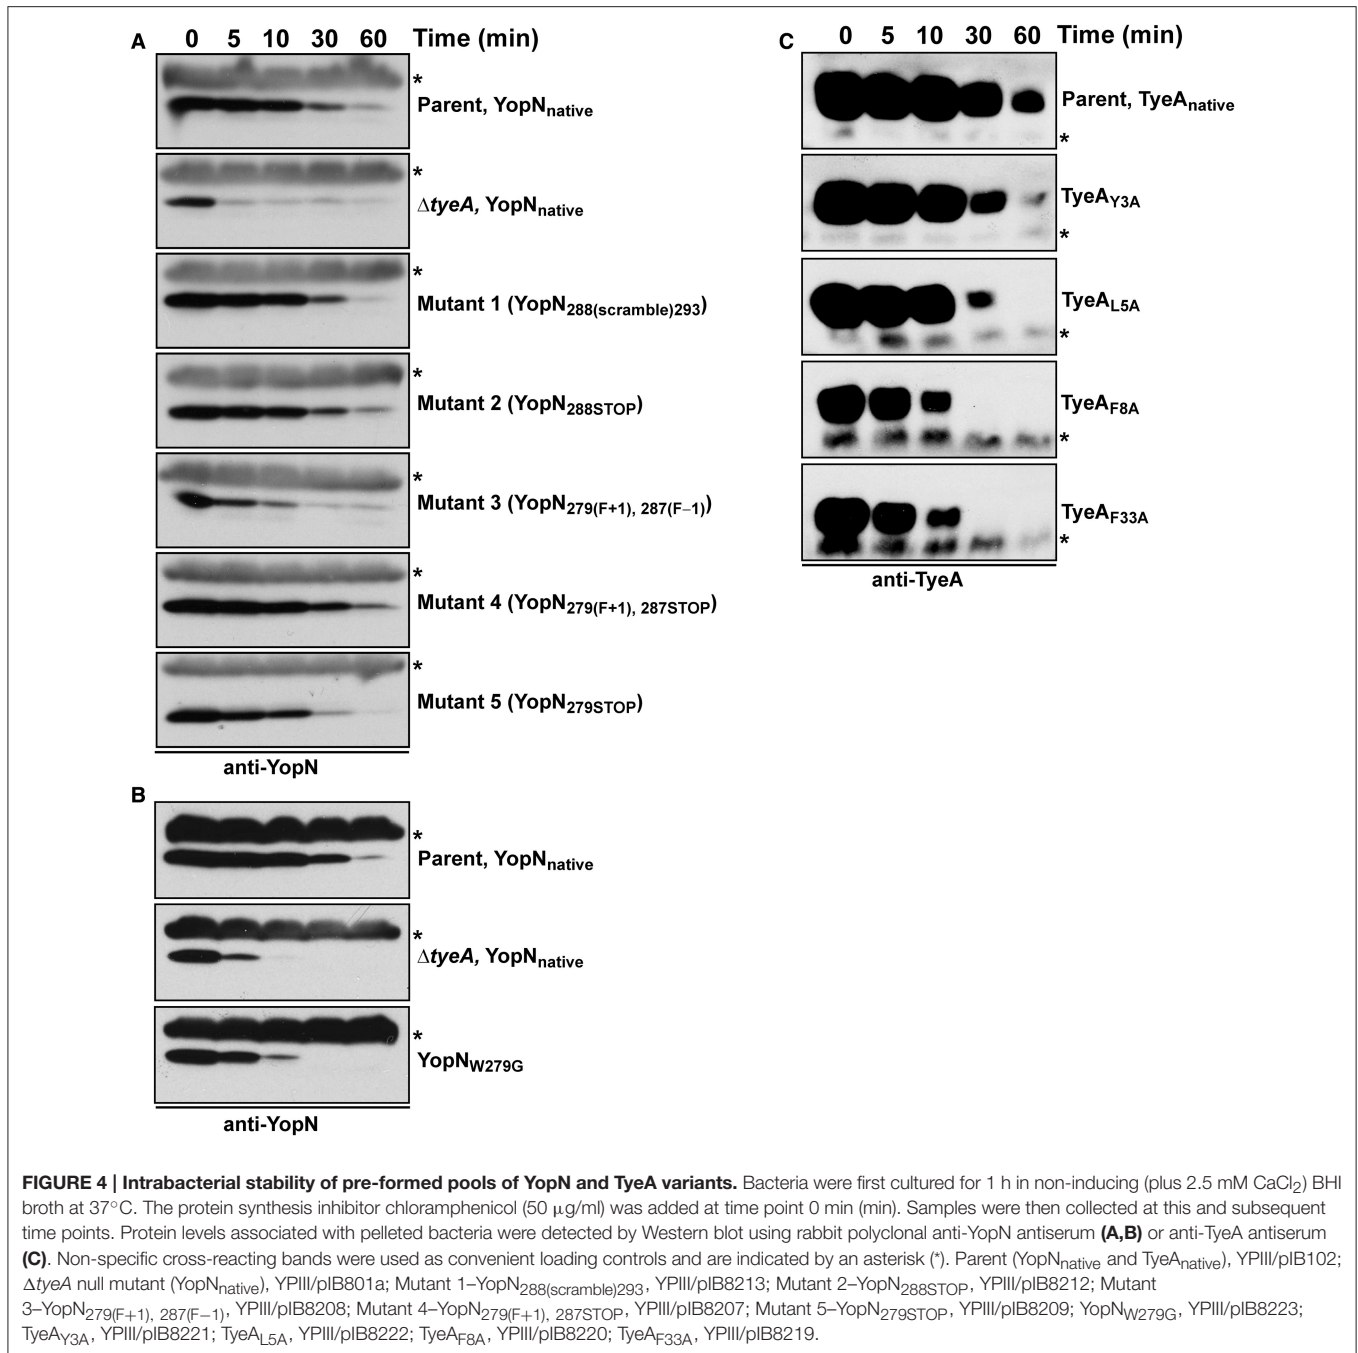 A
0 5 10 30 60 Time (min)
*
Parent, YopNnative
*
ΔtyeA, YopNnative
*
Mutant 1 (YopN288(scramble)293)
*
Mutant 2 (YopN288STOP)
*
Mutant 3 (YopN279(F+1), 287(F−1))
*
Mutant 4 (YopN279(F+1), 287STOP)
*
Mutant 5 (YopN279STOP)
anti-YopN
B
*
Parent, YopNnative
*
ΔtyeA, YopNnative
*
YopNW279G
anti-YopN
C
0 5 10 30 60 Time (min)
Parent, TyeAnative
*
TyeAY3A
*
TyeAL5A
*
TyeAF8A
*
TyeAF33A
*
anti-TyeA
FIGURE 4 | Intrabacterial stability of pre-formed pools of YopN and TyeA variants. Bacteria were first cultured for 1 h in non-inducing (plus 2.5 mM CaCl2) BHI
broth at 37°C. The protein synthesis inhibitor chloramphenicol (50 μg/ml) was added at time point 0 min (min). Samples were then collected at this and subsequent
time points. Protein levels associated with pelleted bacteria were detected by Western blot using rabbit polyclonal anti-YopN antiserum (A,B) or anti-TyeA antiserum
(C). Non-specific cross-reacting bands were used as convenient loading controls and are indicated by an asterisk (*). Parent (YopNnative and TyeAnative), YPIII/pIB102;
ΔtyeA null mutant (YopNnative), YPIII/pIB801a; Mutant 1–YopN288(scramble)293, YPIII/pIB8213; Mutant 2–YopN288STOP, YPIII/pIB8212; Mutant
3–YopN279(F+1), 287(F−1), YPIII/pIB8208; Mutant 4–YopN279(F+1), 287STOP, YPIII/pIB8207; Mutant 5–YopN279STOP, YPIII/pIB8209; YopNW279G, YPIII/pIB8223;
TyeAY3A, YPIII/pIB8221; TyeAL5A, YPIII/pIB8222; TyeAF8A, YPIII/pIB8220; TyeAF33A, YPIII/pIB8219.